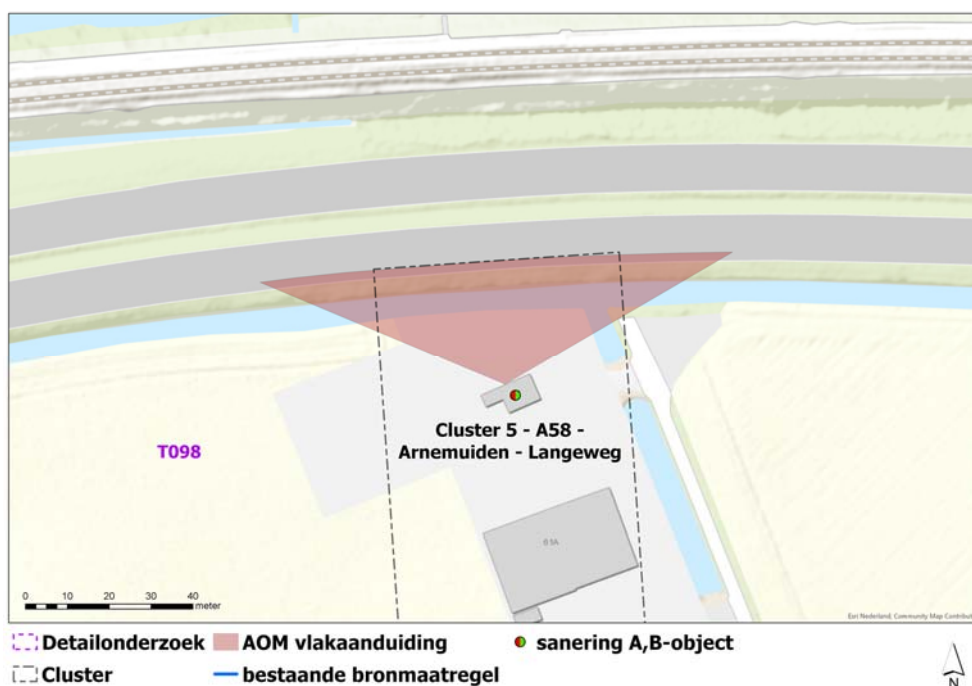 Cluster 5 - A58 -
Arnemuiden - Langeweg
T098
0 10 20 30 40
meter
Esri Nederland, Community Map Contribut
Detailonderzoek AOM vlakaanduiding sanering A,B-object
Cluster bestaande bronmaatregel
N